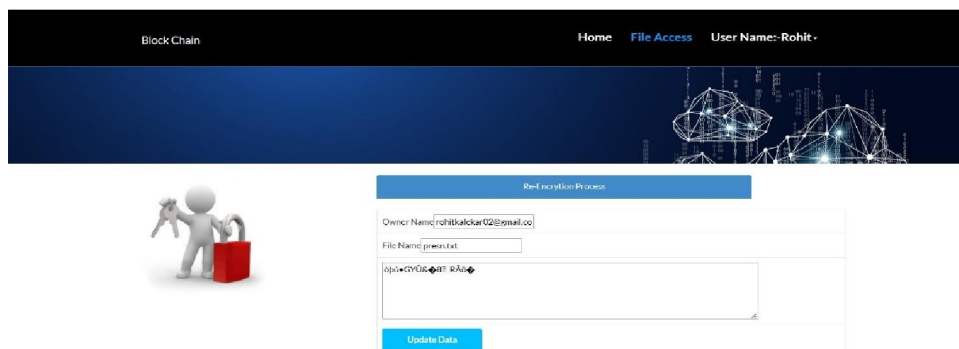 Block Chain
Home File Access User Name:-Rohit
Re-Encrytion Process
Owner Name rohitkalekar02@gmail.co
File Name presn.txt
Update Data